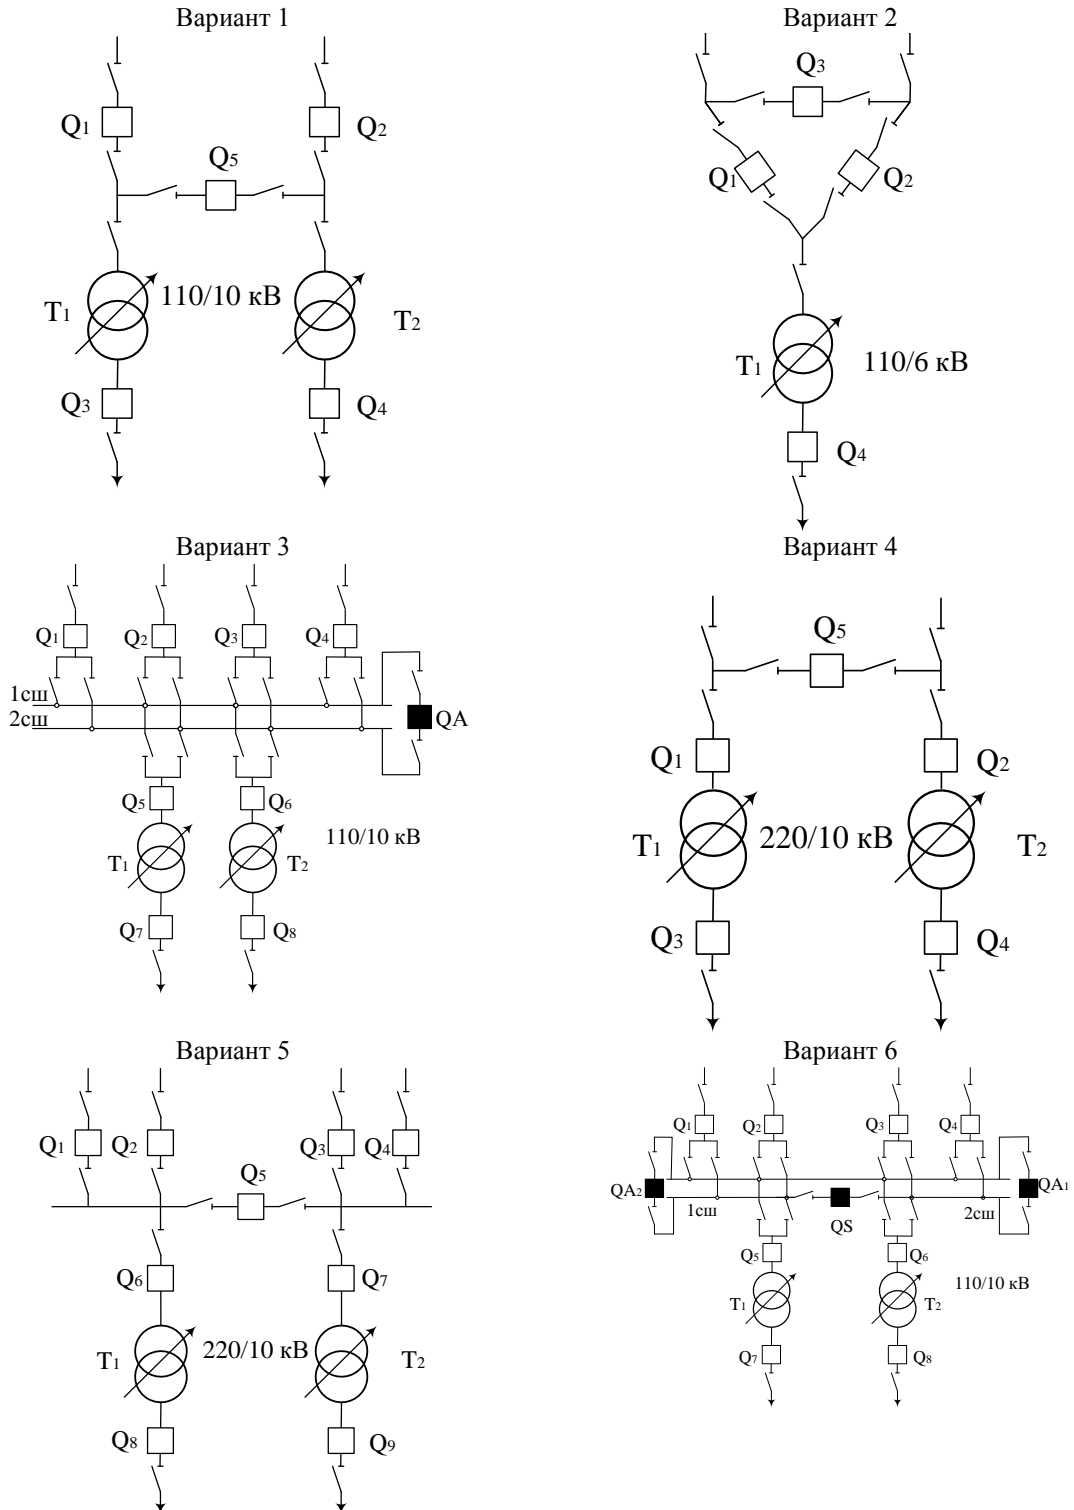 Вариант 1
Q1
Q2
Q5
T1
110/10 кВ
T2
Q3
Q4
Вариант 2
Q3
Q1
Q2
T1
110/6 кВ
Q4
Вариант 3
Q1
Q2
Q3
Q4
1сш
2сш
QA
Q5
Q6
T1
T2
110/10 кВ
Q7
Q8
Вариант 4
Q5
Q1
Q2
T1
220/10 кВ
T2
Q3
Q4
Вариант 5
Q1
Q2
Q3
Q4
Q5
Q6
Q7
T1
220/10 кВ
T2
Q8
Q9
Вариант 6
Q1
Q2
Q3
Q4
QA2
QA1
1сш
QS
2сш
Q5
Q6
T1
T2
110/10 кВ
Q7
Q8